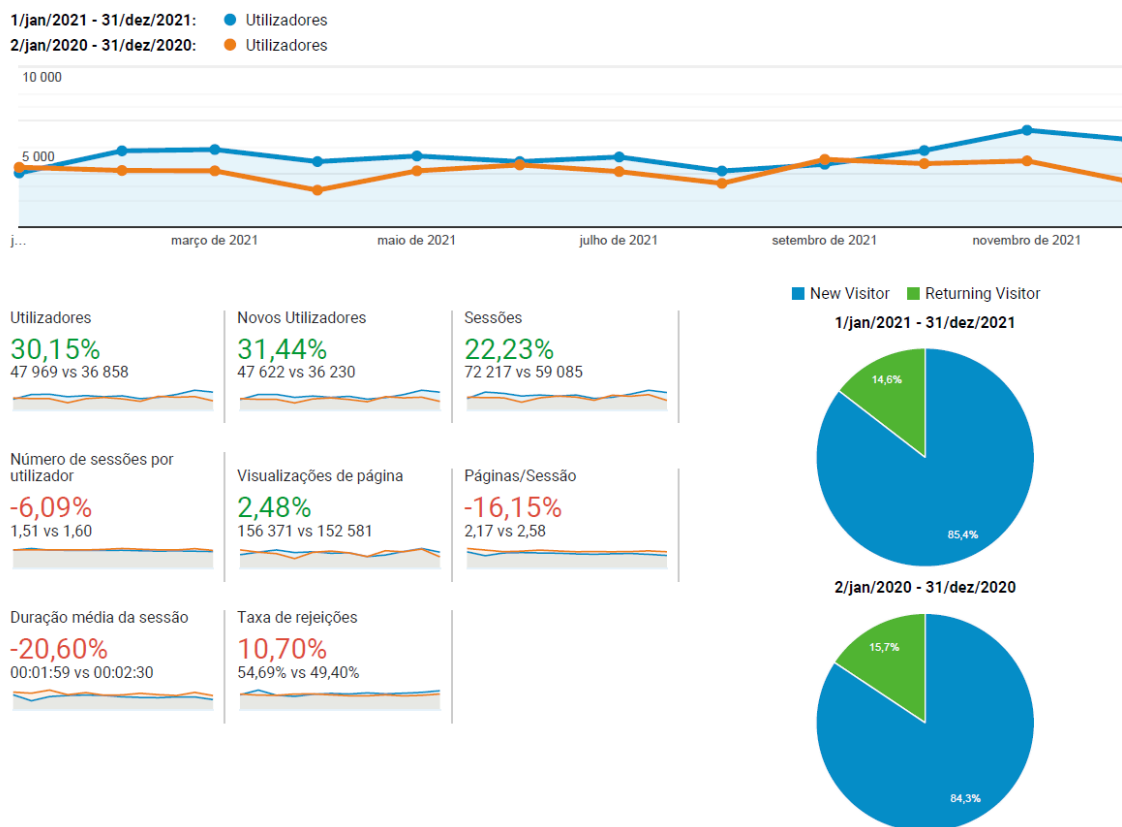 1/jan/2021 - 31/dez/2021: Utilizadores
2/jan/2020 - 31/dez/2020: Utilizadores
10 000
5 000
j… março de 2021 maio de 2021 julho de 2021 setembro de 2021 novembro de 2021
New Visitor Returning Visitor
1/jan/2021 - 31/dez/2021
14,6%
85,4%
2/jan/2020 - 31/dez/2020
15,7%
84,3%
Utilizadores
30,15%
47 969 vs 36 858
Novos Utilizadores
31,44%
47 622 vs 36 230
Sessões
22,23%
72 217 vs 59 085
Número de sessões por
utilizador
-6,09%
1,51 vs 1,60
Visualizações de página
2,48%
156 371 vs 152 581
Páginas/Sessão
-16,15%
2,17 vs 2,58
Duração média da sessão
-20,60%
00:01:59 vs 00:02:30
Taxa de rejeições
10,70%
54,69% vs 49,40%